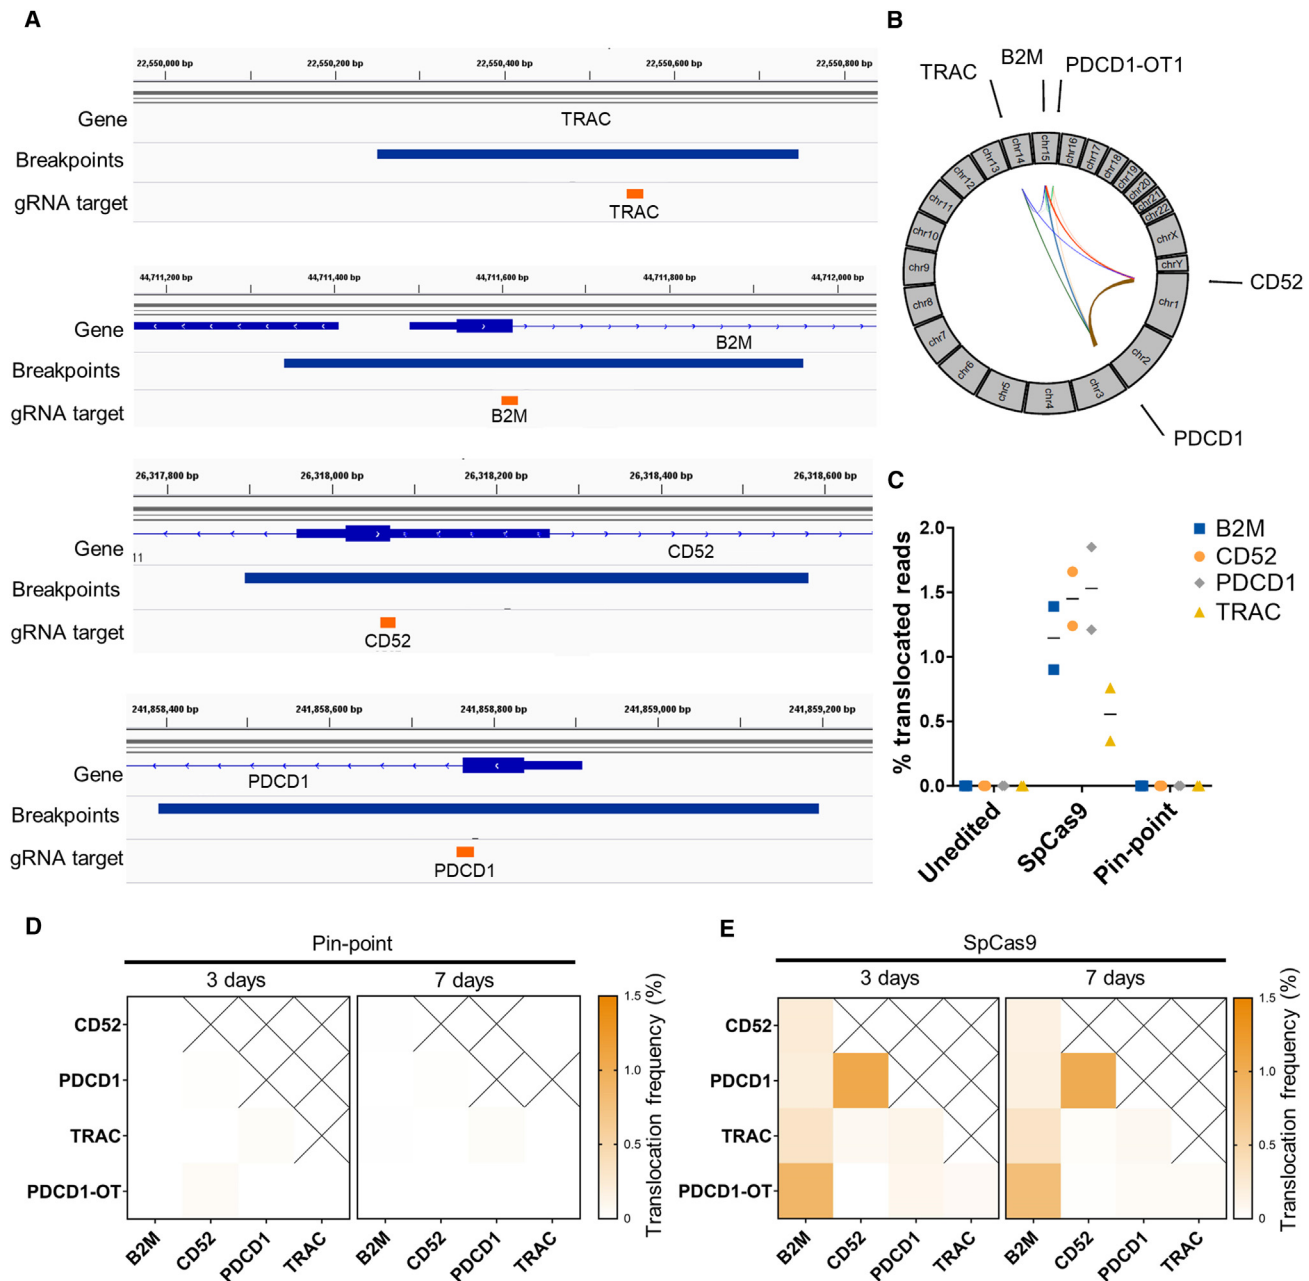 A
22,550,000 bp 22,550,200 bp 22,550,400 bp 22,550,600 bp 22,550,800 bp
Gene TRAC
Breakpoints
gRNA target
TRAC
44,711,200 bp 44,711,400 bp 44,711,600 bp 44,711,800 bp 44,712,000 bp
Gene
B2M
Breakpoints
gRNA target
B2M
26,317,800 bp 26,318,000 bp 26,318,200 bp 26,318,400 bp 26,318,600 bp
Gene CD52
11
Breakpoints
gRNA target
CD52
241,858,400 bp 241,858,600 bp 241,858,800 bp 241,859,000 bp 241,859,200 bp
Gene
PDCD1
Breakpoints
gRNA target
PDCD1
B
TRAC B2M PDCD1-OT1
chr1
chr2
chr3
chr4
chr5
chr6
chr7
chr8
chr9
chr10
chr11
chr12
chr13
chr14
chr15
chr16
chr17
chr18
chr19
chr20
chr21
chr22
chrX
chrY
CD52
PDCD1
C
% translocated reads
2.0
1.5
1.0
0.5
0.0
Unedited SpCas9 Pin-point
B2M
CD52
PDCD1
TRAC
D
Pin-point
3 days 7 days
CD52
PDCD1
TRAC
PDCD1-OT
B2M CD52 PDCD1 TRAC B2M CD52 PDCD1 TRAC
1.5
1.0
0.5
0
Translocation frequency (%)
E
SpCas9
3 days 7 days
CD52
PDCD1
TRAC
PDCD1-OT
B2M CD52 PDCD1 TRAC B2M CD52 PDCD1 TRAC
1.5
1.0
0.5
0
Translocation frequency (%)